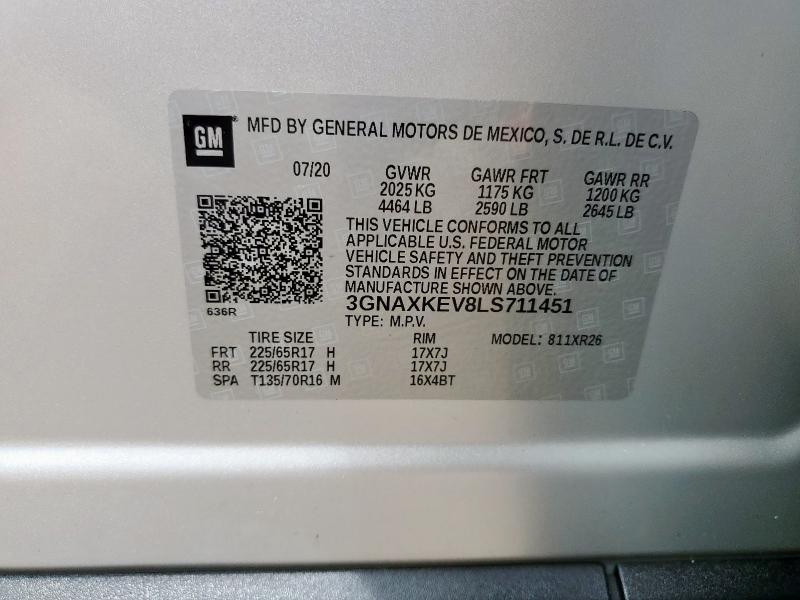 GM ® MFD BY GENERAL MOTORS DE MEXICO, S. DE R.L. DE C.V.
07/20 GVWR GAWR FRT GAWR RR
2025 KG 1175 KG 1200 KG
4464 LB 2590 LB 2645 LB
THIS VEHICLE CONFORMS TO ALL
APPLICABLE U.S. FEDERAL MOTOR
VEHICLE SAFETY AND THEFT PREVENTION
STANDARDS IN EFFECT ON THE DATE OF
MANUFACTURE SHOWN ABOVE.
636R 3GNAXKEV8LS711451
TYPE: M.P.V.
TIRE SIZE RIM MODEL: 811XR26
FRT 225/65R17 H 17X7J
RR 225/65R17 H 17X7J
SPA T135/70R16 M 16X4BT